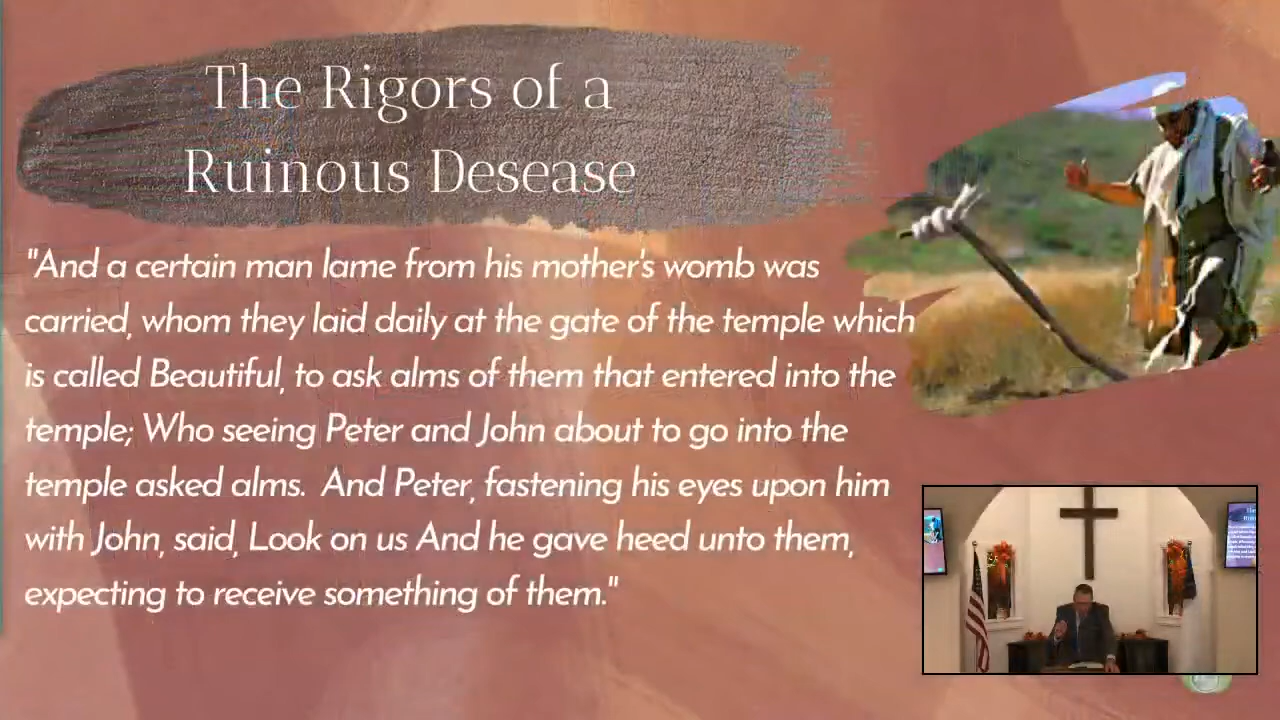 The Rigors of a
Ruinous Desease
"And a certain man lame from his mother's womb was
carried, whom they laid daily at the gate of the temple which
is called Beautiful, to ask alms of them that entered into the
temple; Who seeing Peter and John about to go into the
temple asked alms.  And Peter, fastening his eyes upon him
with John, said, Look on us And he gave heed unto them,
expecting to receive something of them."